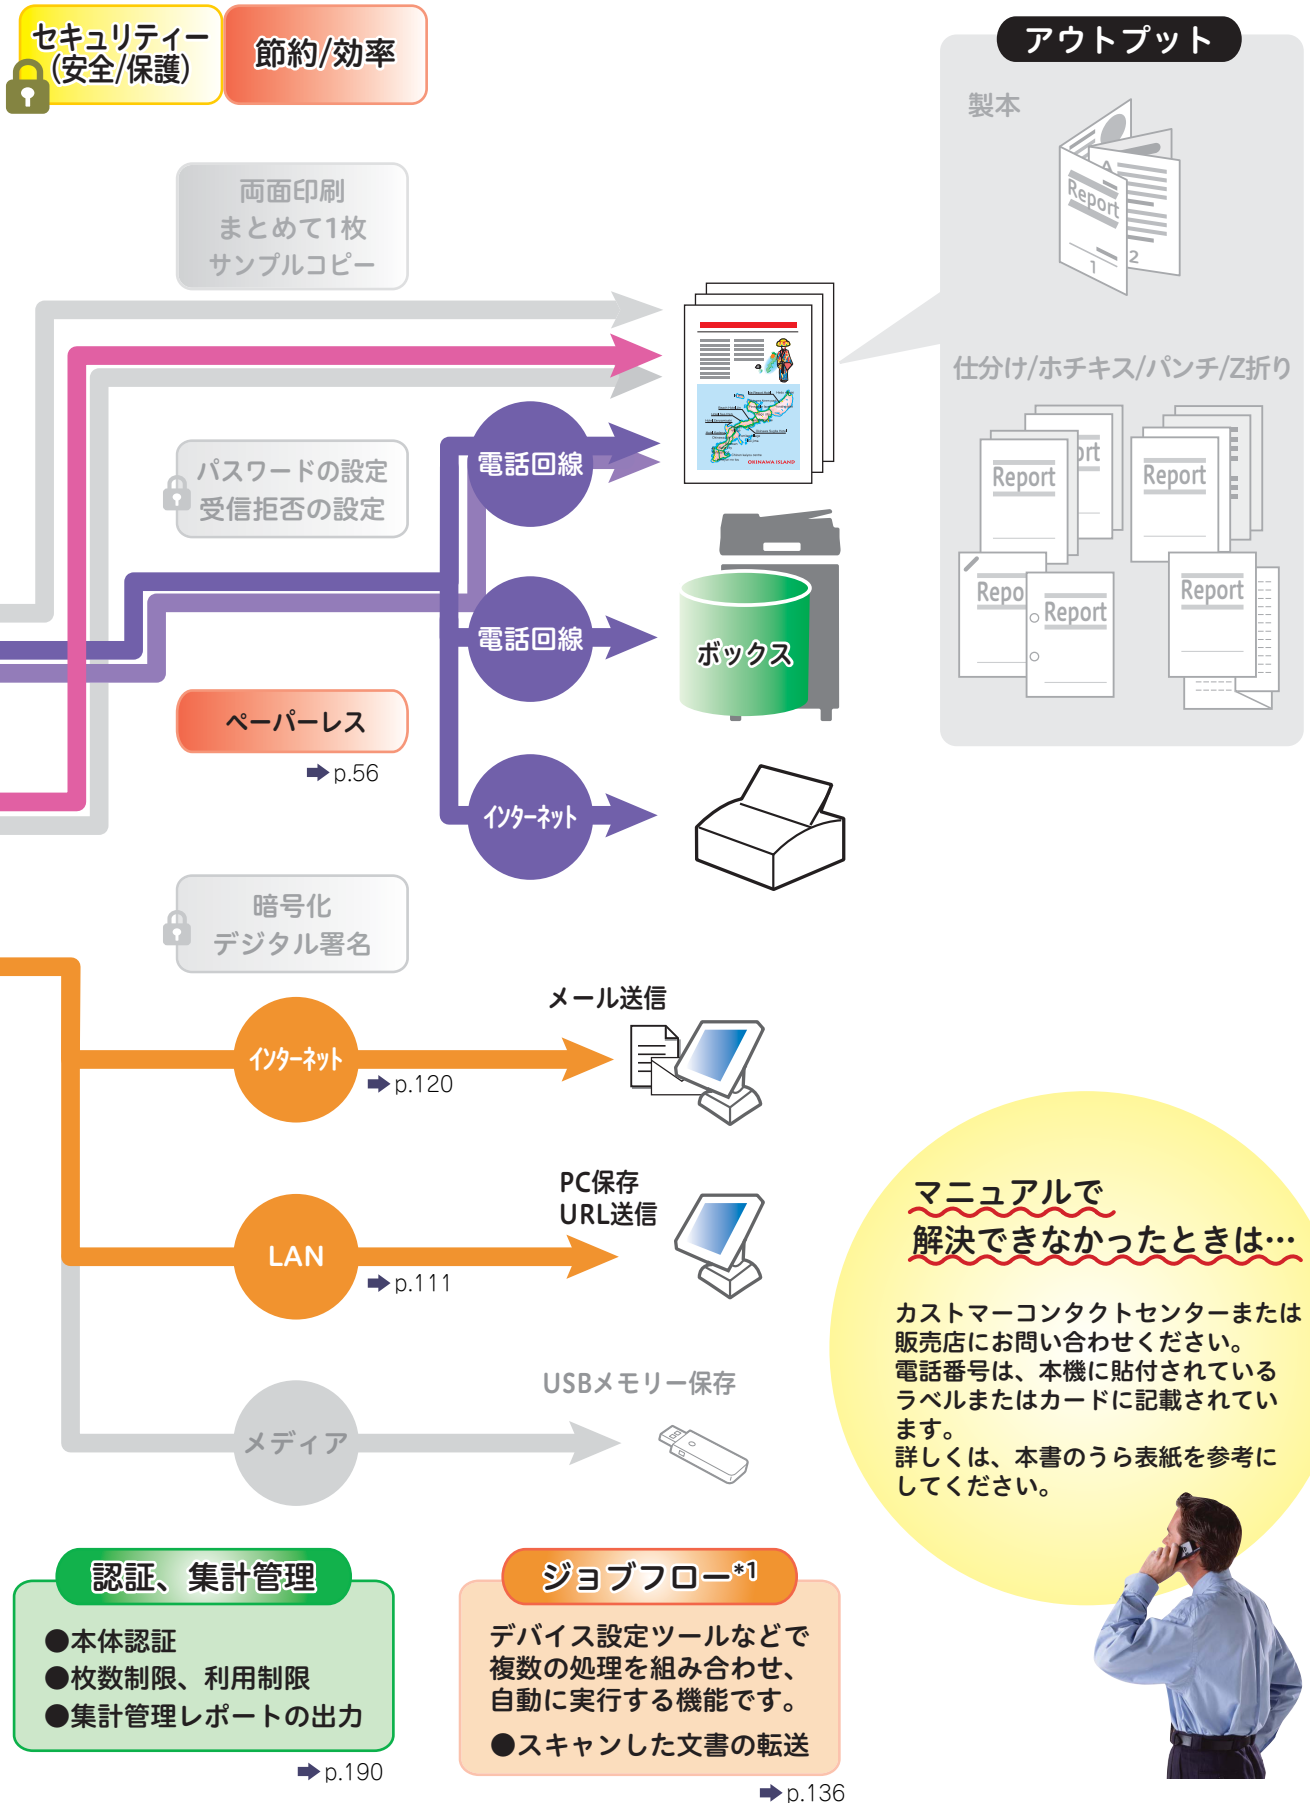 セキュリティー
(安全/保護)
節約/効率
アウトプット
製本
Report
1
2
両面印刷
まとめて1枚
サンプルコピー
OKINAWA ISLAND
仕分け/ホチキス/パンチ/Z折り
Report
Report
Report
Report
パスワードの設定
受信拒否の設定
電話回線
電話回線
ボックス
ペーパーレス
p.56
インターネット
暗号化
デジタル署名
メール送信
インターネット
p.120
PC保存
URL送信
LAN
p.111
USBメモリー保存
メディア
マニュアルで
解決できなかったときは…
カストマーコンタクトセンターまたは
販売店にお問い合わせください。
電話番号は、本機に貼付されている
ラベルまたはカードに記載されてい
ます。
詳しくは、本書のうら表紙を参考に
してください。
認証、集計管理
●本体認証
●枚数制限、利用制限
●集計管理レポートの出力
p.190
ジョブフロー*1
デバイス設定ツールなどで
複数の処理を組み合わせ、
自動に実行する機能です。
●スキャンした文書の転送
p.136